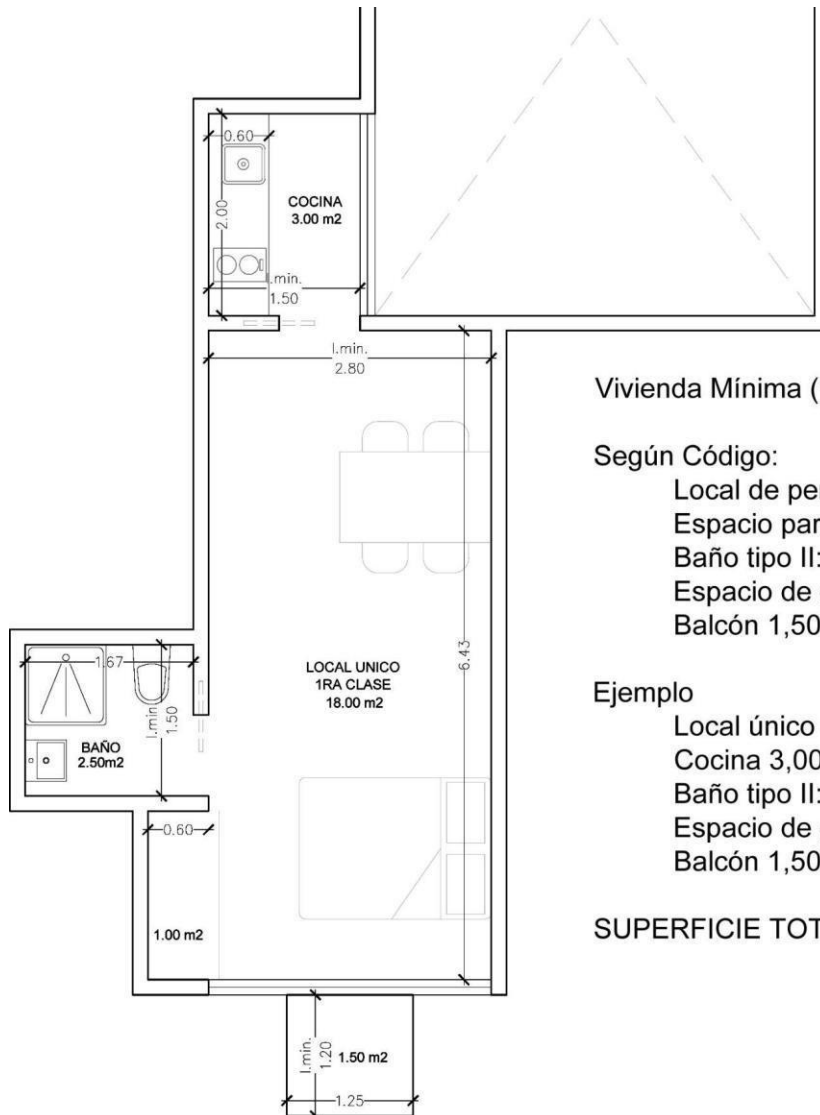 0.60
COCINA
3.00 m2
2.00
l.min.
1.50
l.min.
2.80
6.43
LOCAL UNICO
1RA CLASE
18.00 m2
1.67
l.min.
1.50
BAÑO
2.50m2
0.60
1.00 m2
l.min.
1.20
1.50 m2
1.25
Vivienda Mínima (
Según Código:
Local de
Espacio
Baño tipo II:
Espacio de
Balcón 1,50
Ejemplo
Local único
Cocina 3,00
Baño tipo II:
Espacio de
Balcón 1,50
SUPERFICIE